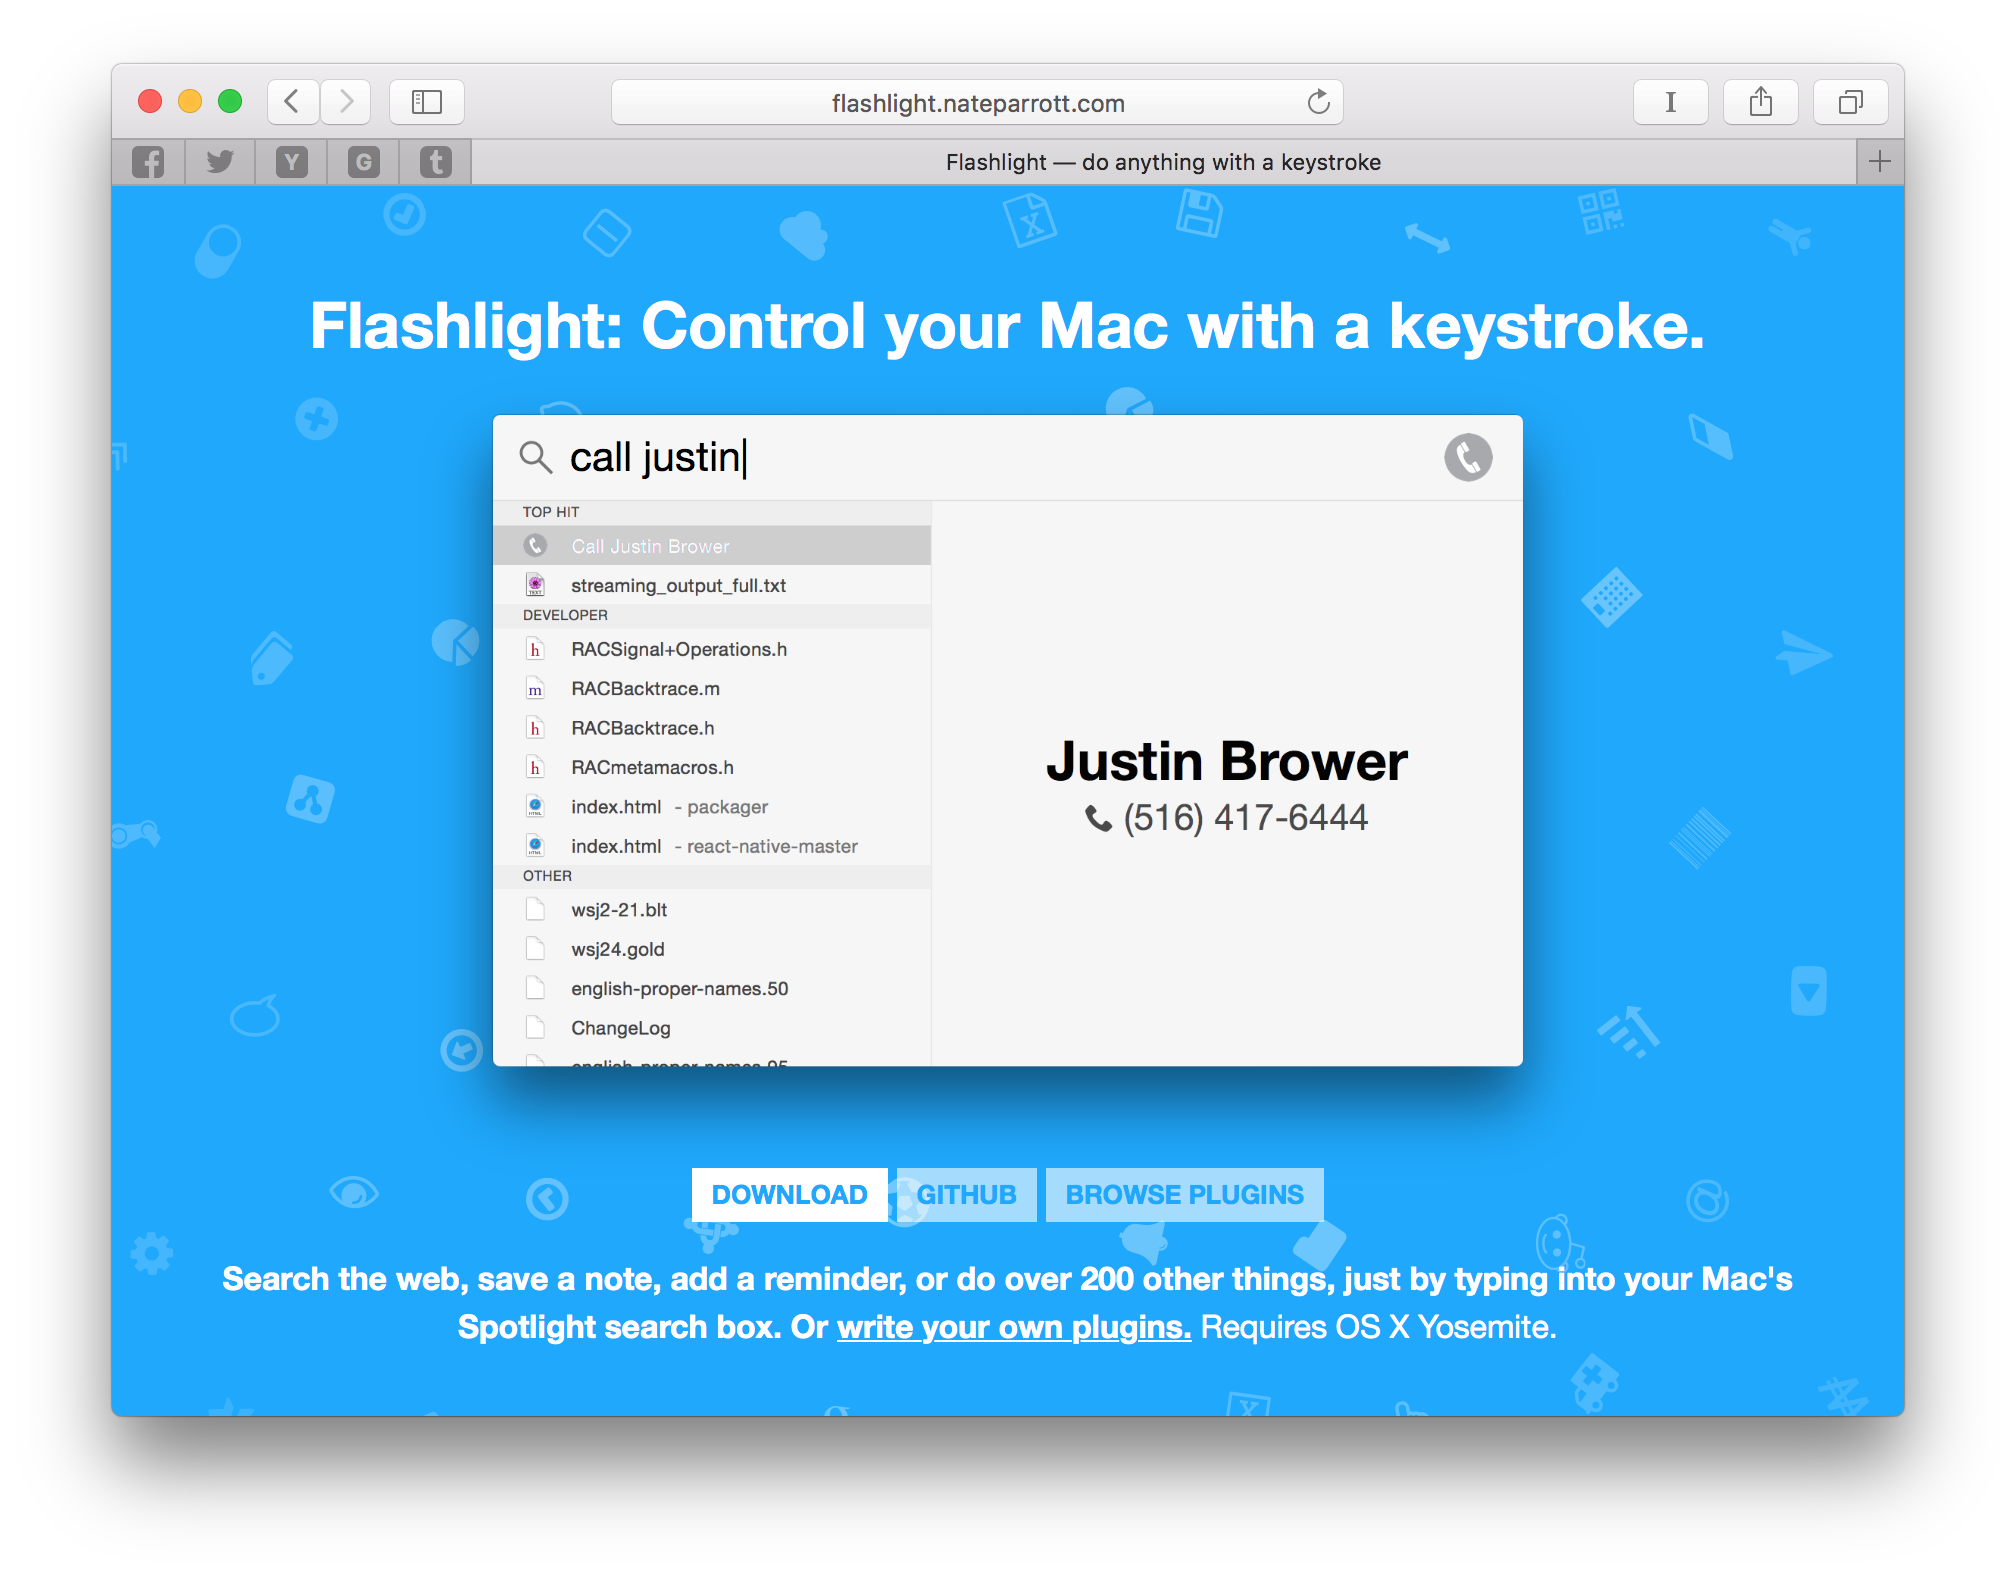 flashlight.nateparrott.com
Y G t Flashlight — do anything with a keystroke
Flashlight: Control your Mac with a keystroke.
call justin
TOP HIT
Call Justin Brower
streaming_output_full.txt
DEVELOPER
h RACSignal+Operations.h
m RACBacktrace.m
h RACBacktrace.h
h RACmetamacros.h
index.html - packager
index.html - react-native-master
OTHER
wsj2-21.blt
wsj24.gold
english-proper-names.50
ChangeLog
english-proper-names.95
Justin Brower
(516) 417-6444
DOWNLOAD GITHUB BROWSE PLUGINS
Search the web, save a note, add a reminder, or do over 200 other things, just by typing into your Mac's
Spotlight search box. Or write your own plugins. Requires OS X Yosemite.